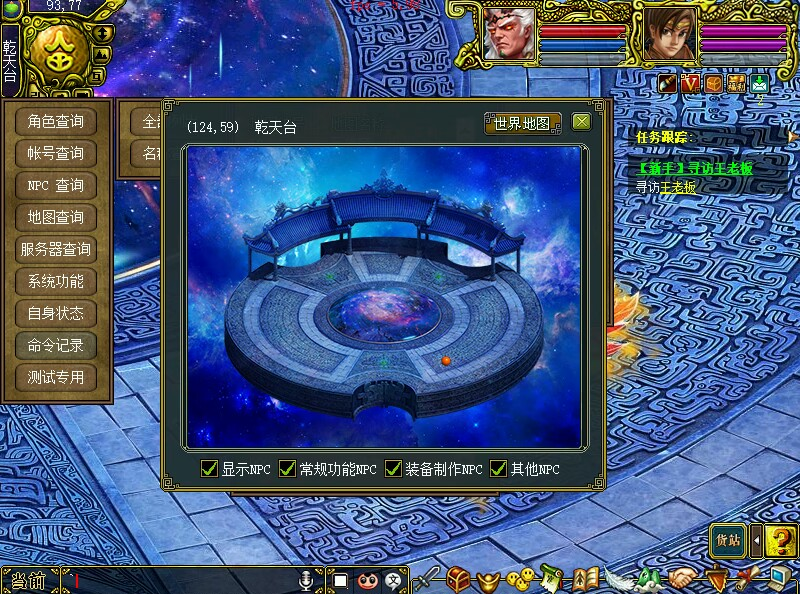 93,77
乾天台
角色查询
帐号查询
NPC 查询
地图查询
服务器查询
系统功能
自身状态
命令记录
测试专用
(124,59) 乾天台
世界地图
显示NPC
常规功能NPC
装备制作NPC
其他NPC
任务跟踪:
【新手】寻访王老板
寻访王老板
货站
当前